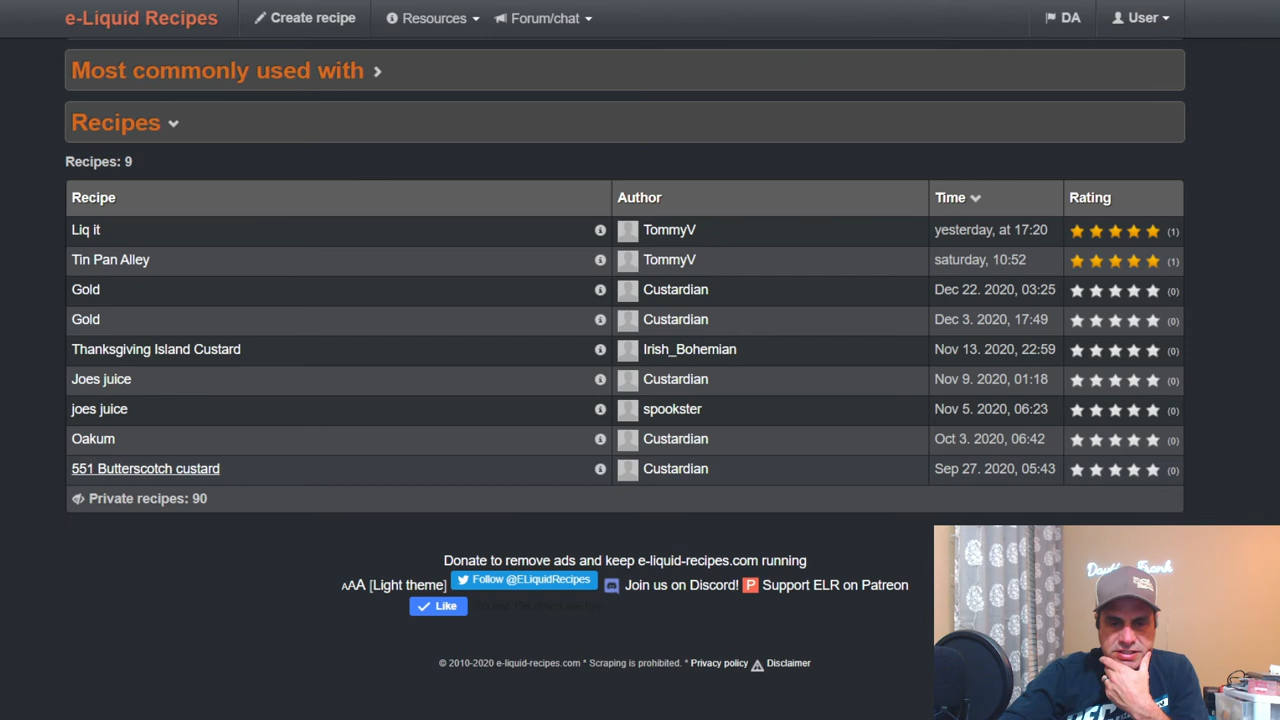 e-Liquid Recipes Create recipe Resources Forum/chat DA User
Most commonly used with
Recipes
Recipes: 9
Recipe Author Time Rating
Liq it TommyV yesterday, at 17:20 (1)
Tin Pan Alley TommyV saturday, 10:52 (1)
Gold Custardian Dec 22. 2020, 03:25 (0)
Gold Custardian Dec 3. 2020, 17:49 (0)
Thanksgiving Island Custard Irish_Bohemian Nov 13. 2020, 22:59 (0)
Joes juice Custardian Nov 9. 2020, 01:18 (0)
joes juice spookster Nov 5. 2020, 06:23 (0)
Oakum Custardian Oct 3. 2020, 06:42 (0)
551 Butterscotch custard Custardian Sep 27. 2020, 05:43 (0)
Private recipes: 90
Donate to remove ads and keep e-liquid-recipes.com running
AAA [Light theme] Follow @ELiquidRecipes Join us on Discord! P Support ELR on Patreon
Like
© 2010-2020 e-liquid-recipes.com * Scraping is prohibited. * Privacy policy Disclaimer